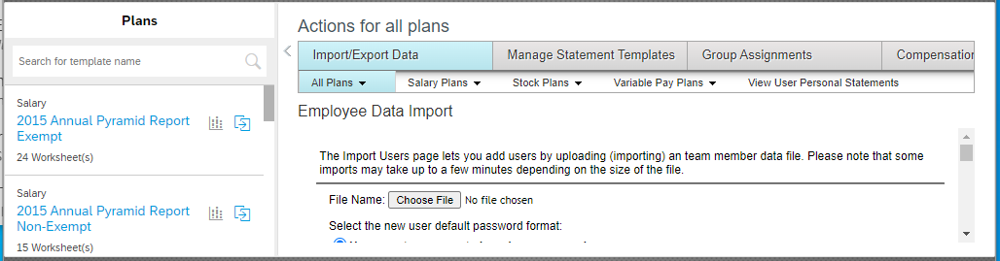 Plans
Search for template name
Salary
2015 Annual Pyramid Report
Exempt
24 Worksheet(s)
Salary
2015 Annual Pyramid Report
Non-Exempt
15 Worksheet(s)
Actions for all plans
Import/Export Data
Manage Statement Templates
Group Assignments
Compensation
All Plans
Salary Plans
Stock Plans
Variable Pay Plans
View User Personal Statements
Employee Data Import
The Import Users page lets you add users by uploading (importing) an team member data file. Please note that some
imports may take up to a few minutes depending on the size of the file.
File Name: Choose File No file chosen
Select the new user default password format: